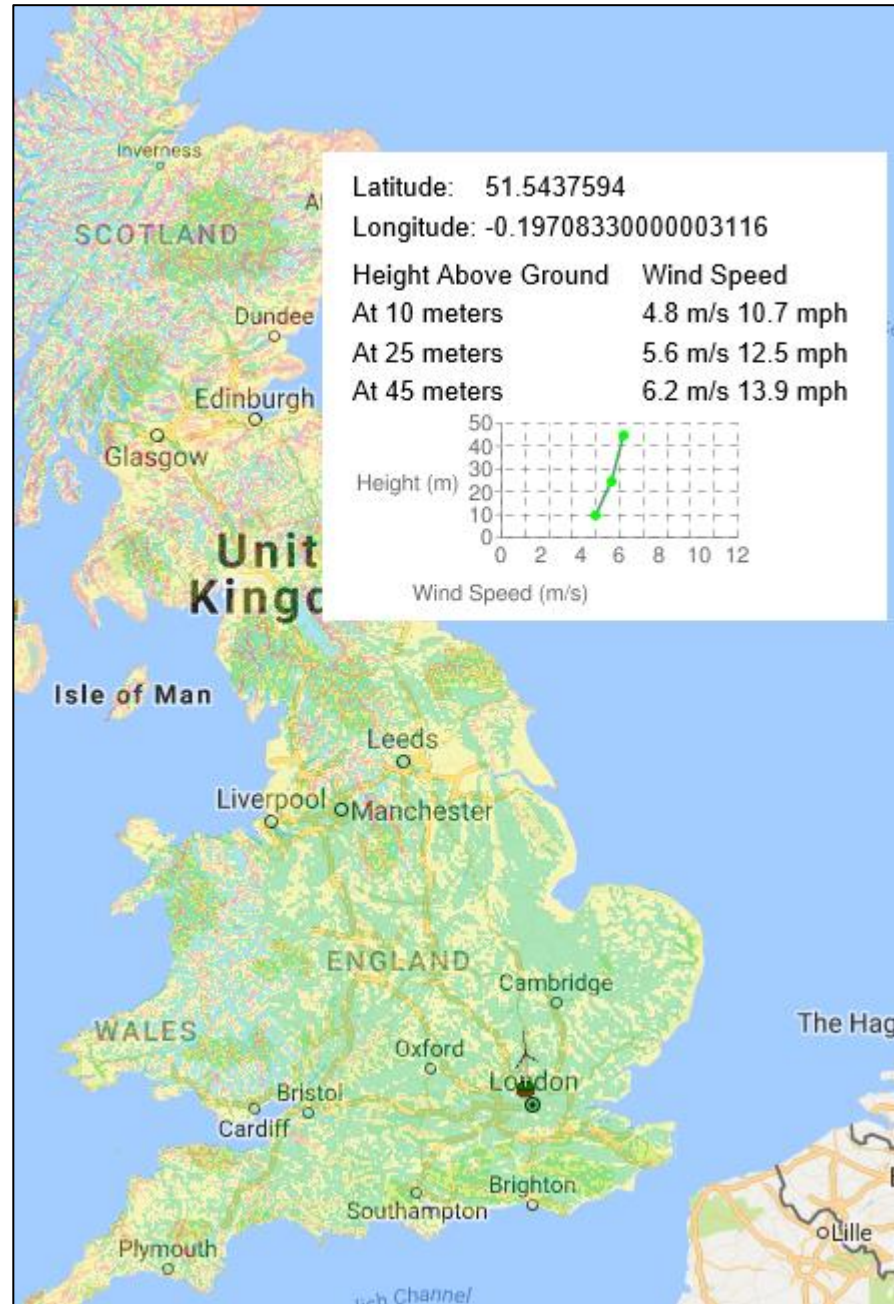 Inverness
SCOTLAND
Dundee
Edinburgh
Glasgow
Unit
Kingd
Latitude: 51.5437594
Longitude: -0.19708330000003116
Height Above Ground Wind Speed
At 10 meters 4.8 m/s 10.7 mph
At 25 meters 5.6 m/s 12.5 mph
At 45 meters 6.2 m/s 13.9 mph
50
40
30
Height (m)
20
10
0
0 2 4 6 8 10 12
Wind Speed (m/s)
Isle of Man
Leeds
Liverpool
Manchester
ENGLAND
Cambridge
WALES
The Hag
Oxford
London
Bristol
Cardiff
Brighton
Southampton
Lille
Plymouth
lish Channel